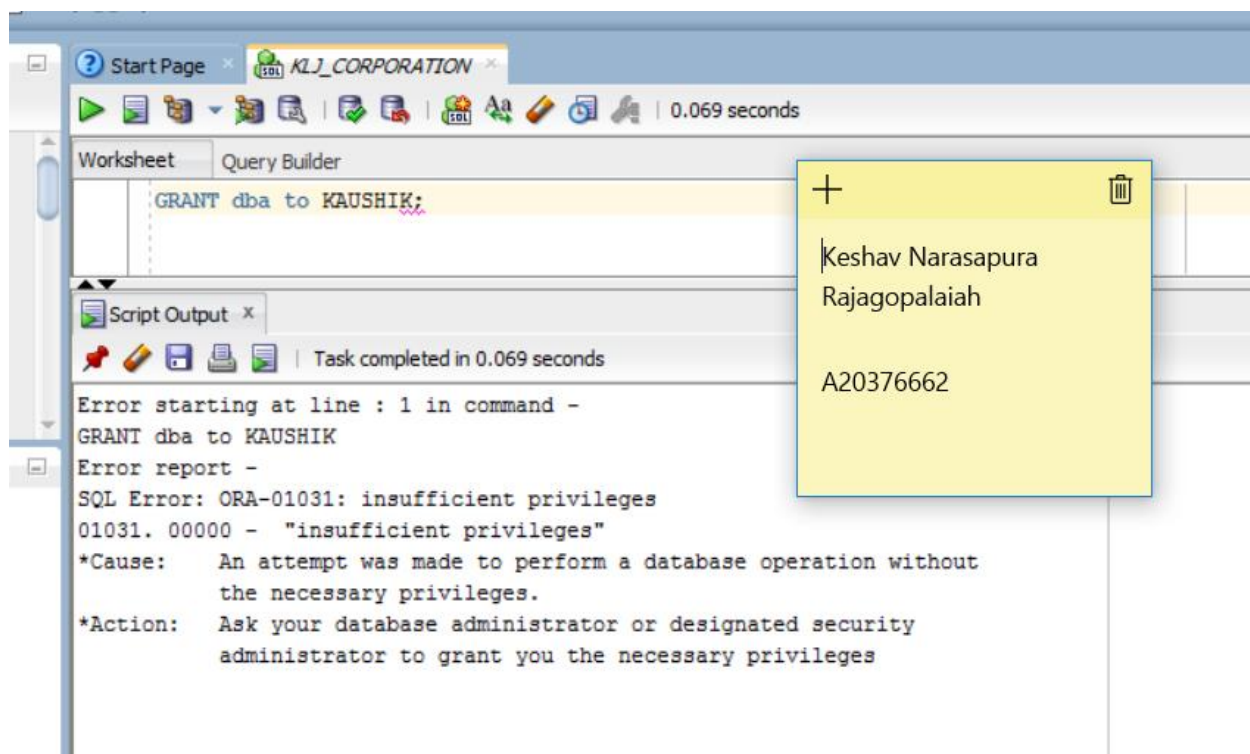 Start Page
KLJ_CORPORATION
0.069 seconds
Worksheet
Query Builder
GRANT dba to KAUSHIK;
Keshav Narasapura
Rajagopalaiah
A20376662
Script Output
Task completed in 0.069 seconds
Error starting at line : 1 in command -
GRANT dba to KAUSHIK
Error report -
SQL Error: ORA-01031: insufficient privileges
01031. 00000 -  "insufficient privileges"
*Cause:    An attempt was made to perform a database operation without
the necessary privileges.
*Action:   Ask your database administrator or designated security
administrator to grant you the necessary privileges